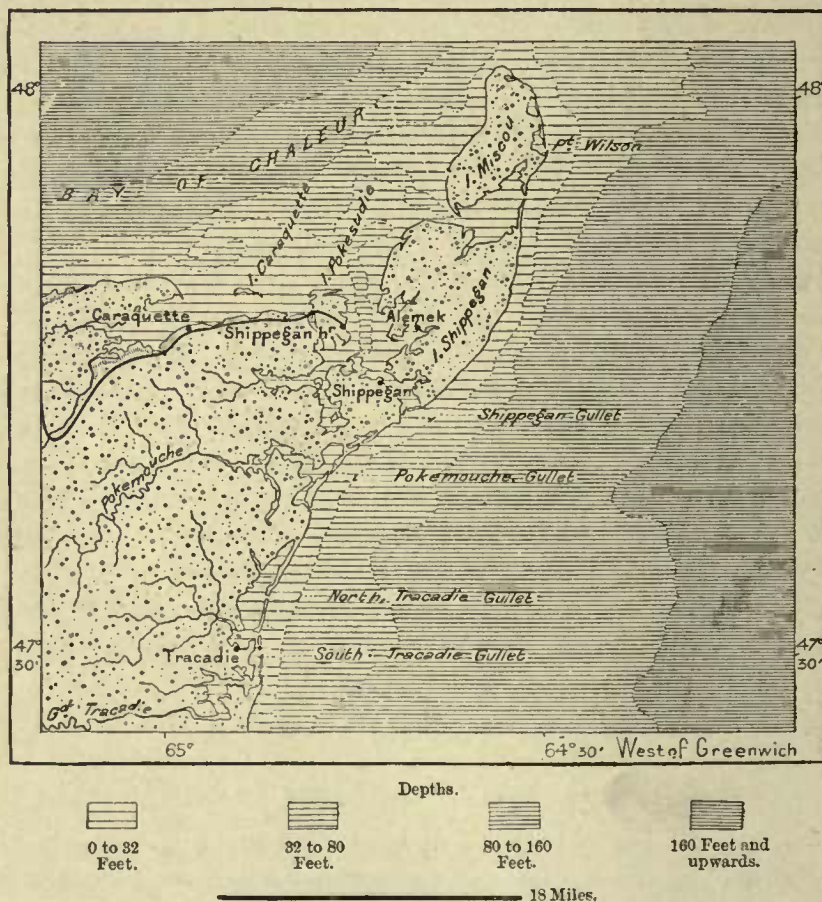 48°
48°
BAY OF CHALEUR
I. Miscou
Pt. Wilson
I. Caraquette
I. Pokesudie
Caraquette
Shippegan hr.
Alemek
I. Shippegan
Shippegan
Shippegan-Gullet
Pokemouche
Pokemouche-Gullet
North. Tracadie Gullet
47°
30'
47°
30'
Tracadie
South-Tracadie-Gullet
Gdt. Tracadie
65°
64°30' West of Greenwich
Depths.
0 to 32
Feet.
32 to 80
Feet.
80 to 160
Feet.
160 Feet and
upwards.
18 Miles.